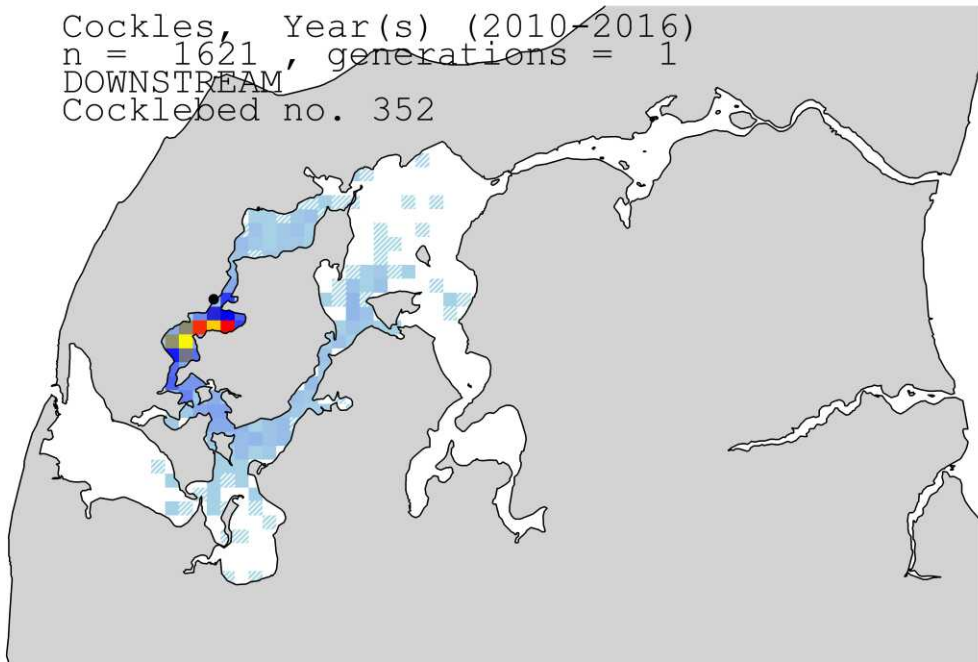 Cockles, Year(s) (2010-2016)
n = 1621 , generations = 1
DOWNSTREAM
Cocklebed no. 352